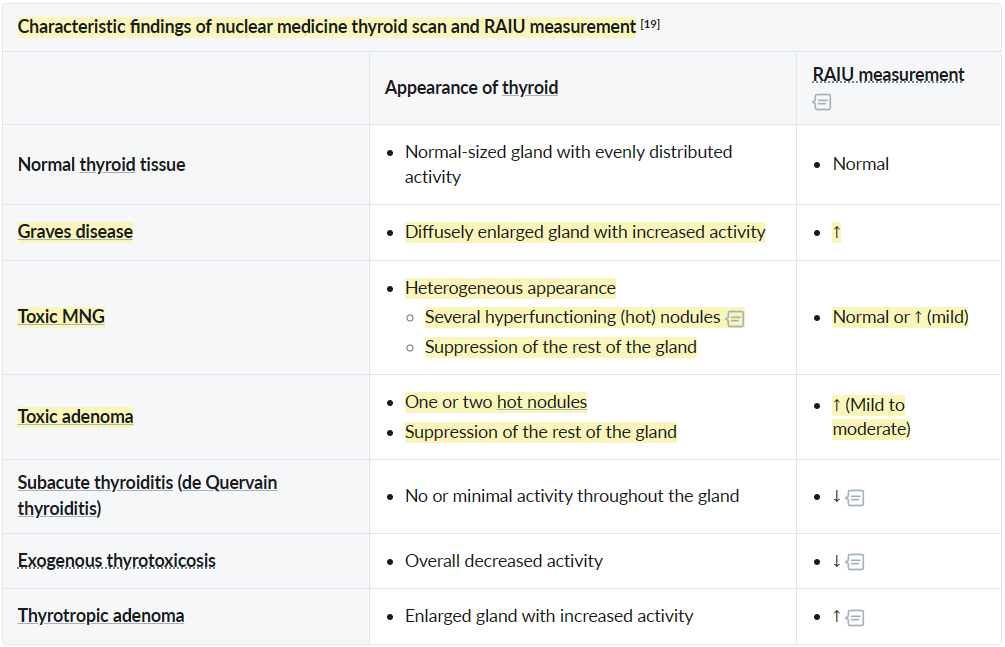 Characteristic findings of nuclear medicine thyroid scan and RAIU measurement [19]
Appearance of thyroid
RAIU measurement
Normal thyroid tissue
Normal-sized gland with evenly distributed
activity
Normal
Graves disease
Diffusely enlarged gland with increased activity
↑
Toxic MNG
Heterogeneous appearance
Several hyperfunctioning (hot) nodules
Suppression of the rest of the gland
Normal or ↑ (mild)
Toxic adenoma
One or two hot nodules
Suppression of the rest of the gland
↑ (Mild to
moderate)
Subacute thyroiditis (de Quervain
thyroiditis)
No or minimal activity throughout the gland
↓
Exogenous thyrotoxicosis
Overall decreased activity
↓
Thyrotropic adenoma
Enlarged gland with increased activity
↑